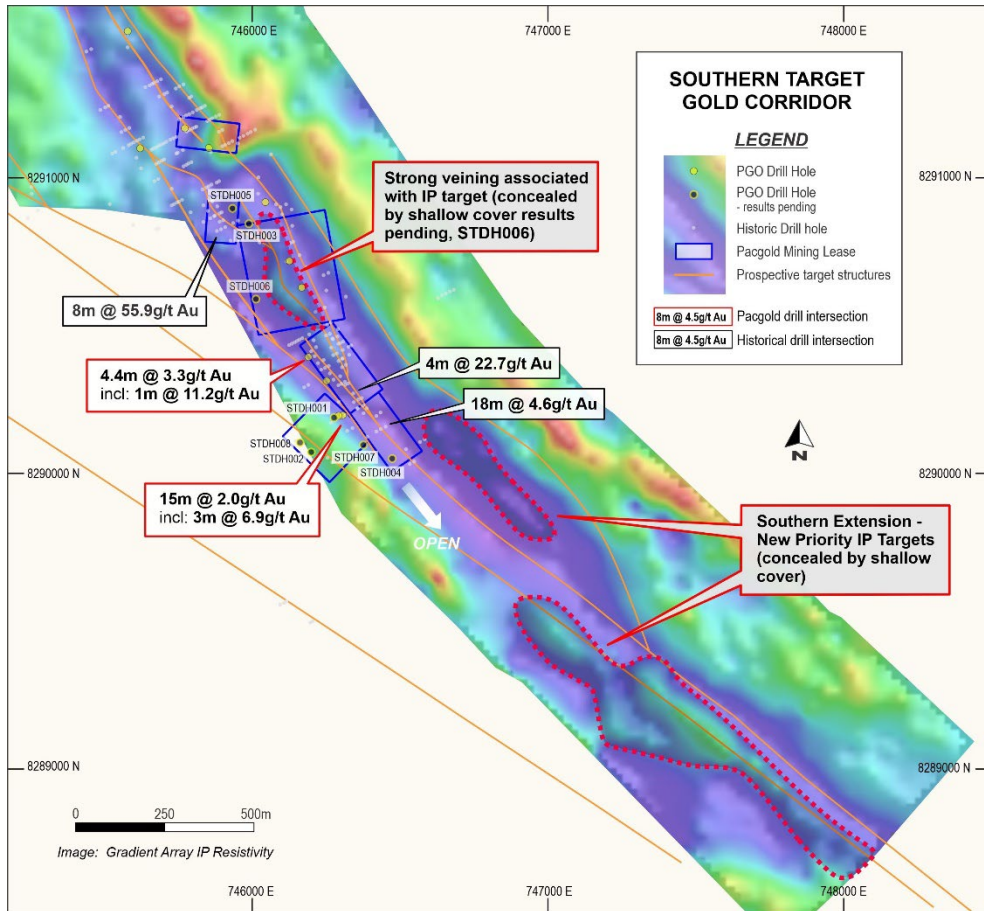 746000 E
747000 E
748000 E
SOUTHERN TARGET
GOLD CORRIDOR
LEGEND
PGO Drill Hole
PGO Drill Hole
- results pending
Historic Drill hole
Pacgold Mining Lease
Prospective target structures
8m @ 4.5g/t Au
Pacgold drill intersection
8m @ 4.5g/t Au
Historical drill intersection
8291000 N
8291000 N
Strong veining associated
with IP target (concealed
by shallow cover results
pending, STDH006)
STDH005
STDH003
STDH006
8m @ 55.9g/t Au
4.4m @ 3.3g/t Au
incl: 1m @ 11.2g/t Au
4m @ 22.7g/t Au
18m @ 4.6g/t Au
STDH001
STDH008
STDH002
STDH007
STDH004
N
8290000 N
8290000 N
15m @ 2.0g/t Au
incl: 3m @ 6.9g/t Au
OPEN
Southern Extension -
New Priority IP Targets
(concealed by shallow
cover)
8289000 N
8289000 N
0
250
500m
Image: Gradient Array IP Resistivity
746000 E
747000 E
748000 E